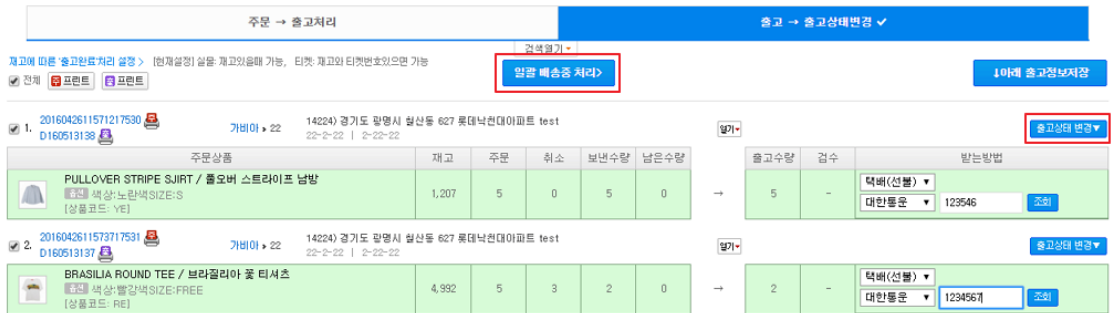 주문 → 출고처리
출고 → 출고상태변경 ✓
검색열기 ▾
재고에 따른 '출고완료'처리 설정 > [현재설정] 실물: 재고있음때 가능, 티켓: 재고와 티켓번호있으면 가능
전체 주 프린트 출 프린트
일괄 배송중 처리>
↓아래 출고정보저장
1. 2016042611571217530 주
D160513138 출
가비아 ▸ 22
14224) 경기도 광명시 철산동 627 롯데낙천대아파트 test
22-2-22 | 2-22-22
열기▾
출고상태 변경▼
주문상품 재고 주문 취소 보낸수량 남은수량 출고수량 검수 받는방법
PULLOVER STRIPE SJIRT / 풀오버 스트라이프 남방
옵션 색상:노란색SIZE:S
[상품코드: YE]
1,207 5 0 5 0 → 5 -
택배(선불) ▼
대한통운 ▼ 123546 조회
2. 2016042611573717531 주
D160513137 출
가비아 ▸ 22
14224) 경기도 광명시 철산동 627 롯데낙천대아파트 test
22-2-22 | 2-22-22
열기▾
출고상태 변경▼
BRASILIA ROUND TEE / 브라질리아 꽃 티셔츠
옵션 색상:빨강색SIZE:FREE
[상품코드: RE]
4,992 5 3 2 0 → 2 -
택배(선불) ▼
대한통운 ▼ 1234567 조회